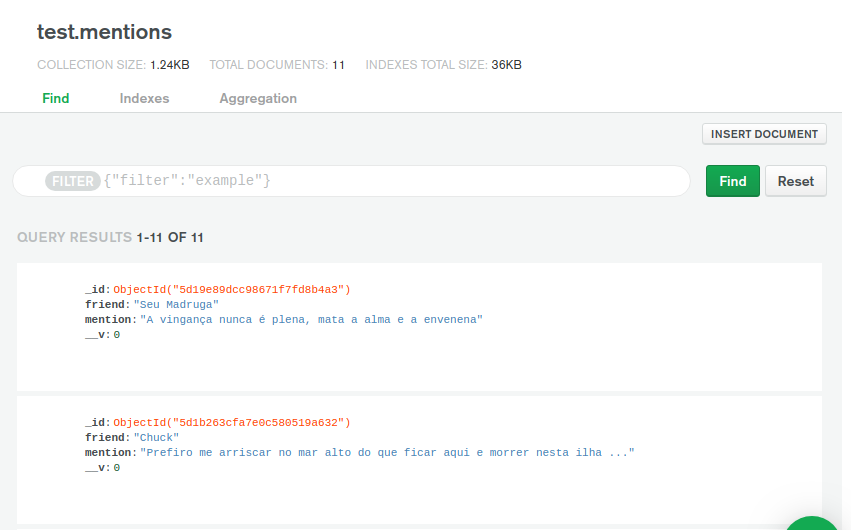 test.mentions
COLLECTION SIZE: 1.24KB TOTAL DOCUMENTS: 11 INDEXES TOTAL SIZE: 36KB
Find Indexes Aggregation
INSERT DOCUMENT
FILTER {"filter":"example"} Find Reset
QUERY RESULTS 1-11 OF 11
_id: ObjectId("5d19e89dcc98671f7fd8b4a3")
friend: "Seu Madruga"
mention: "A vingança nunca é plena, mata a alma e a envenena"
__v: 0
_id: ObjectId("5d1b263cfa7e0c580519a632")
friend: "Chuck"
mention: "Prefiro me arriscar no mar alto do que ficar aqui e morrer nesta ilha ..."
__v: 0